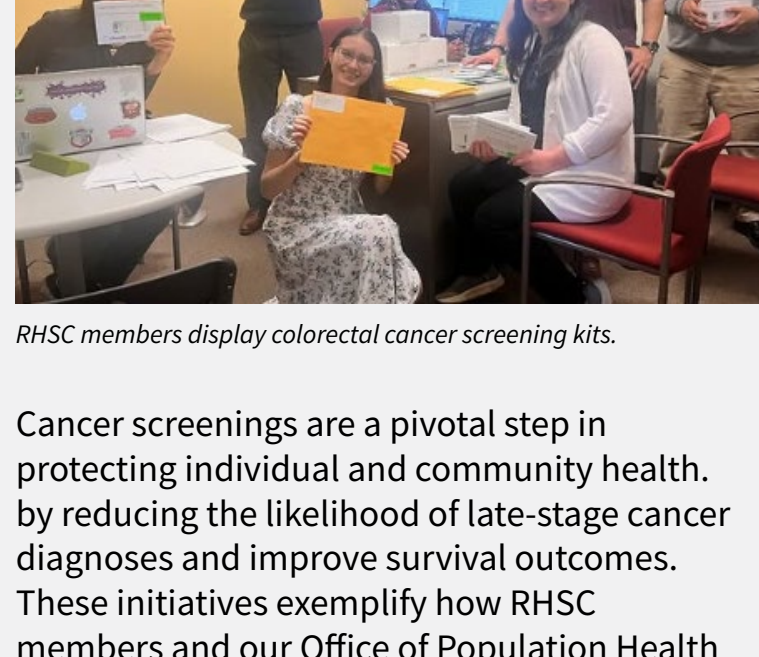 RHSC members display colorectal cancer screening kits.
Cancer screenings are a pivotal step in
protecting individual and community health.
by reducing the likelihood of late-stage cancer
diagnoses and improve survival outcomes.
These initiatives exemplify how RHSC
members and our Office of Population Health